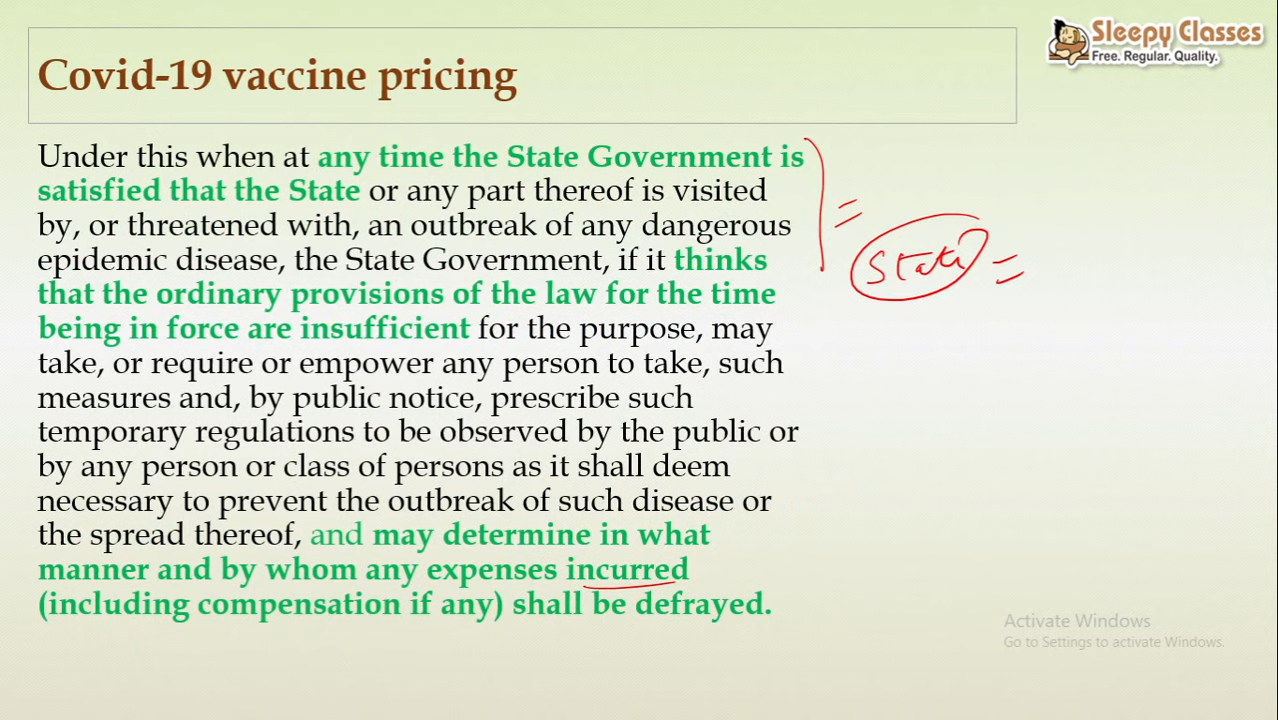 Sleepy Classes
Free. Regular. Quality.
Covid-19 vaccine pricing
Under this when at any time the State Government is
satisfied that the State or any part thereof is visited
by, or threatened with, an outbreak of any dangerous
epidemic disease, the State Government, if it thinks
that the ordinary provisions of the law for the time
being in force are insufficient for the purpose, may
take, or require or empower any person to take, such
measures and, by public notice, prescribe such
temporary regulations to be observed by the public or
by any person or class of persons as it shall deem
necessary to prevent the outbreak of such disease or
the spread thereof, and may determine in what
manner and by whom any expenses incurred
(including compensation if any) shall be defrayed.
Activate Windows
Go to Settings to activate Windows.